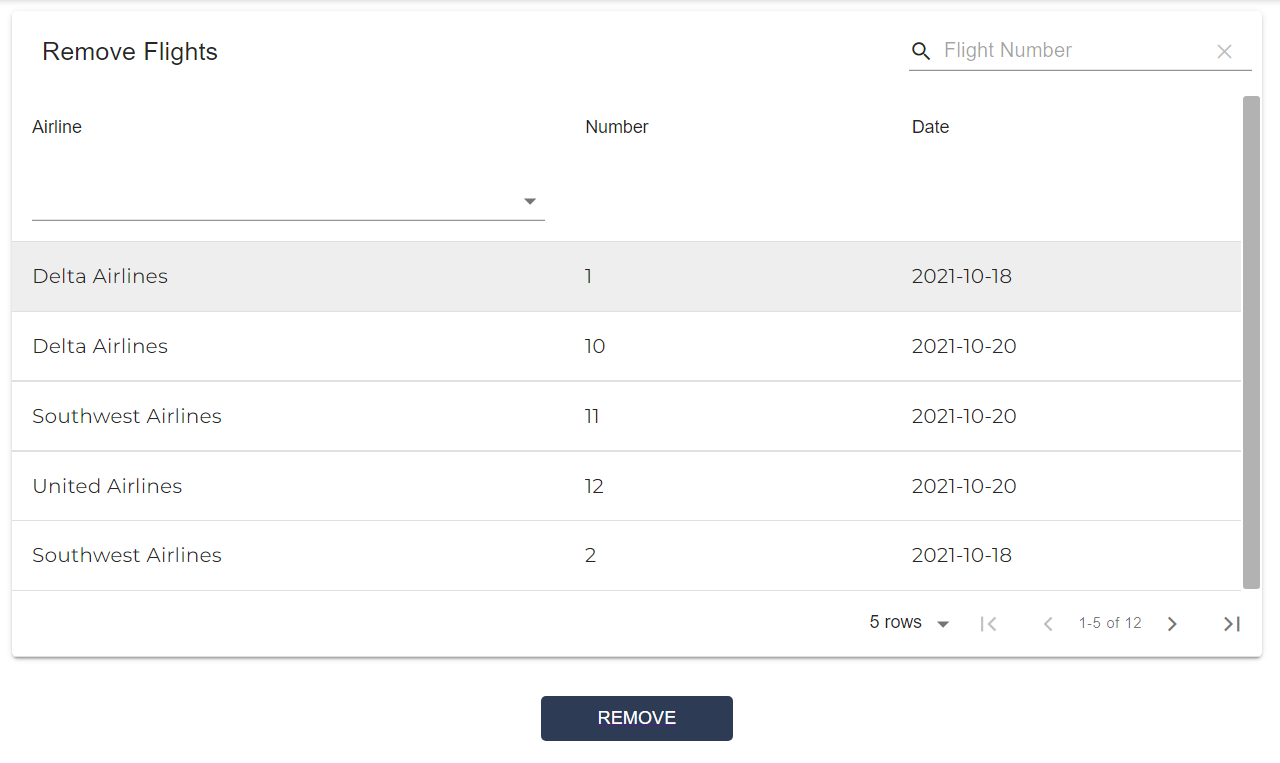 Remove Flights
Flight Number
Airline Number Date
Delta Airlines 1 2021-10-18
Delta Airlines 10 2021-10-20
Southwest Airlines 11 2021-10-20
United Airlines 12 2021-10-20
Southwest Airlines 2 2021-10-18
5 rows 1-5 of 12
REMOVE